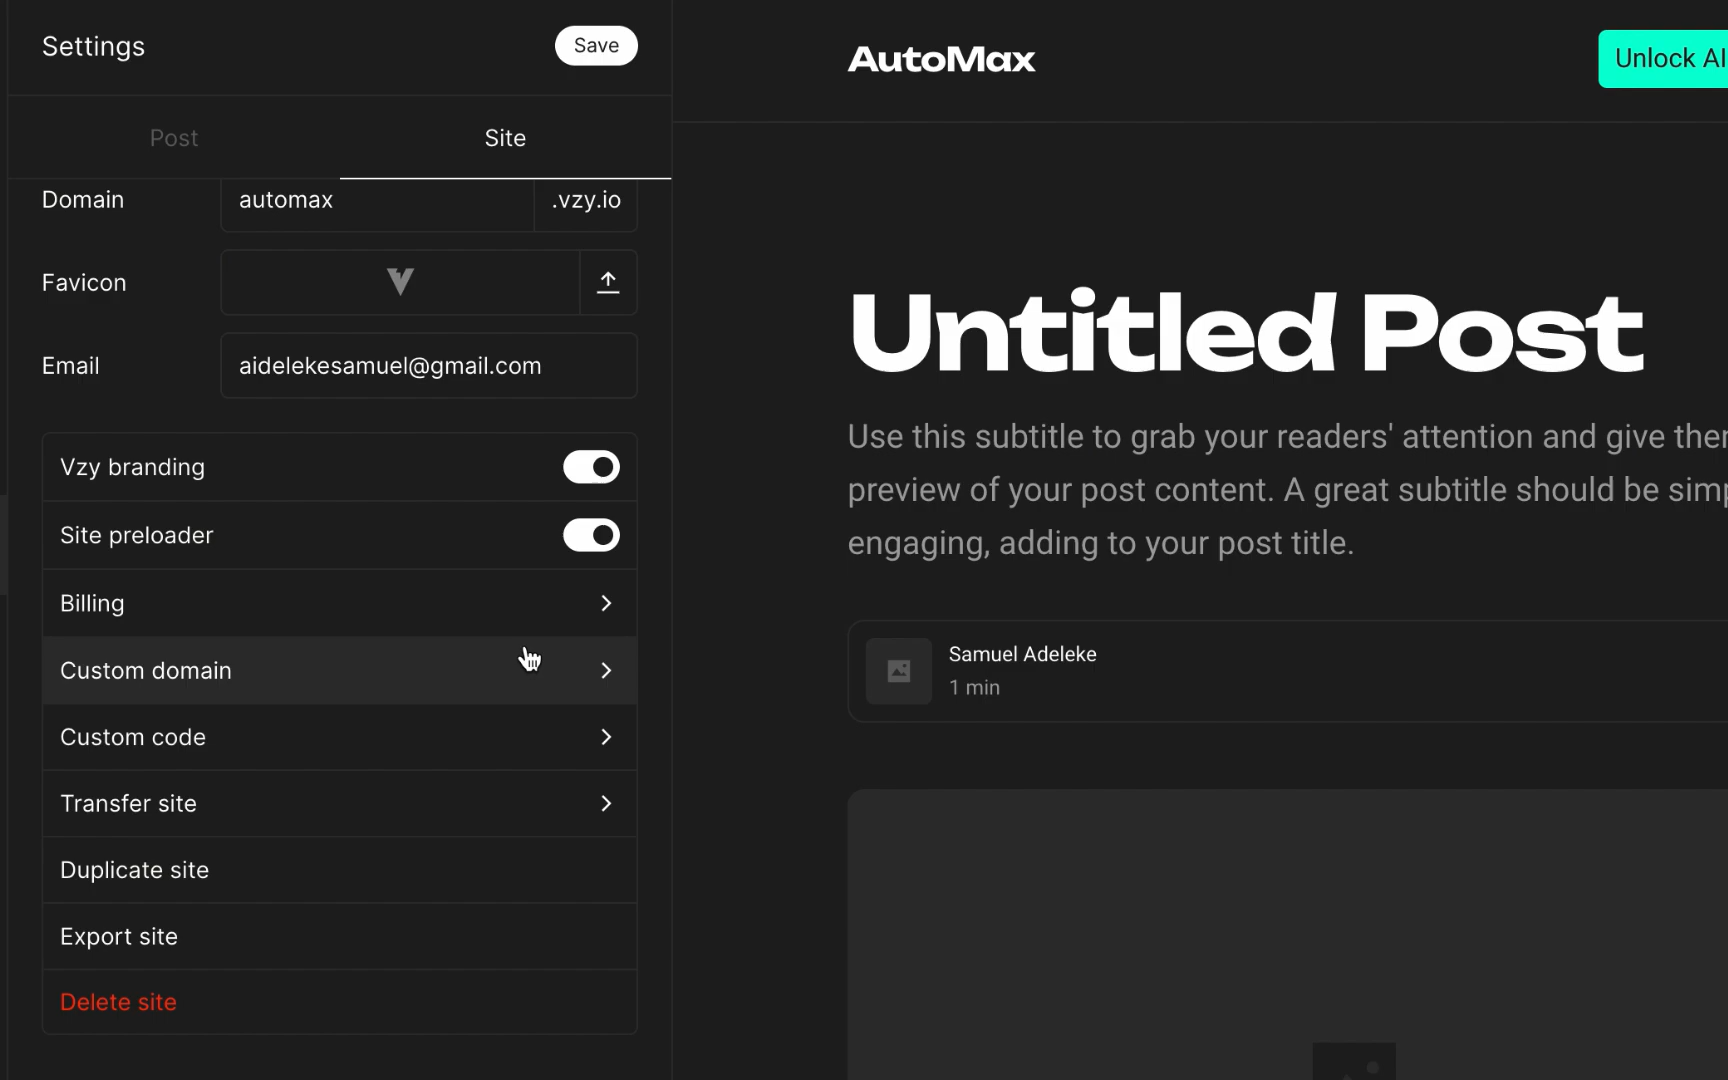 Settings
Save
Post
Site
Domain
automax
.vzy.io
Favicon
Email
aidelekesamuel@gmail.com
Vzy branding
Site preloader
Billing
Custom domain
Custom code
Transfer site
Duplicate site
Export site
Delete site
AutoMax
Unlock AI
Untitled Post
Use this subtitle to grab your readers' attention and give
preview of your post content. A great subtitle should be
engaging, adding to your post title.
Samuel Adeleke
1 min